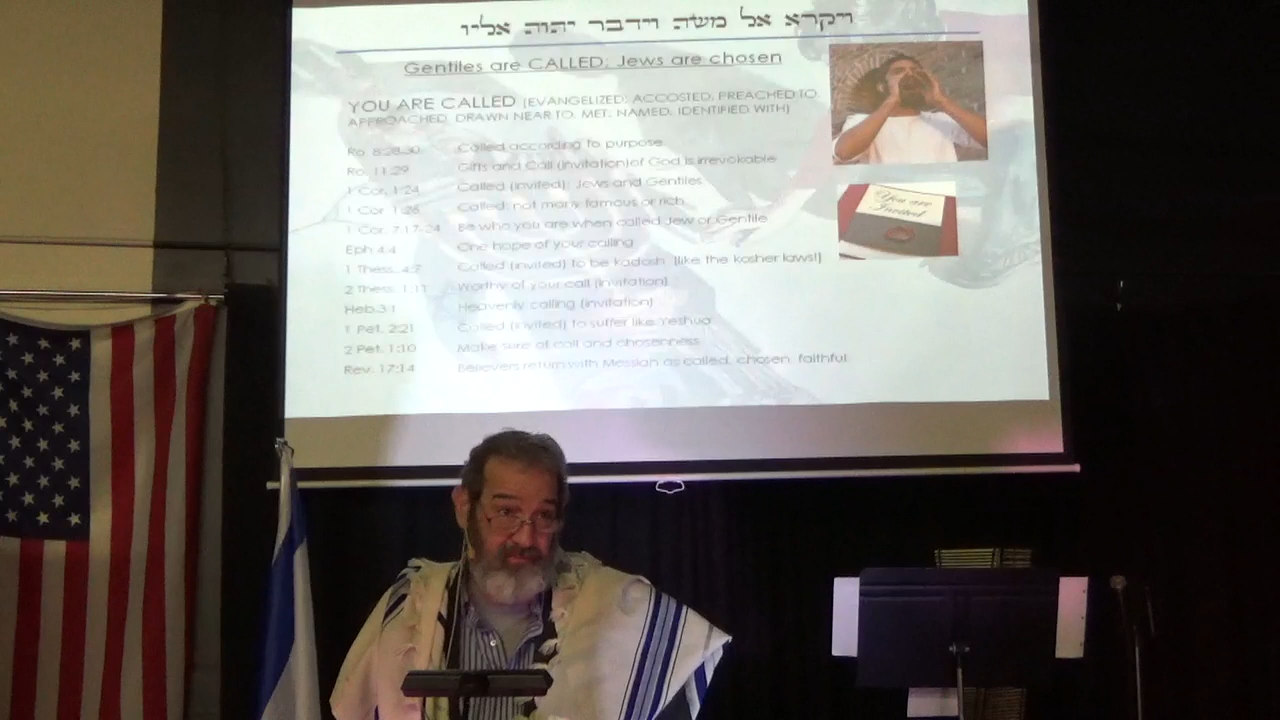 ויקרא אל משה וידבר יהוה אליו
Gentiles are CALLED; Jews are chosen
YOU ARE CALLED (EVANGELIZED; ACCOSTED, PREACHED TO,
APPROACHED, DRAWN NEAR TO, MET, NAMED, IDENTIFIED WITH)
Ro. 8:28,30 Called according to purpose
Ro. 11:29 Gifts and Call (invitation)of God is irrevokable
1 Cor. 1:24 Called (invited): Jews and Gentiles
1 Cor. 1:26 Called: not many famous or rich
1 Cor. 7:17-24 Be who you are when called Jew or Gentile
Eph 4:4 One hope of your calling
1 Thess. 4:7 Called (invited) to be kadosh (like the kosher laws!)
2 Thess. 1:11 Worthy of your call (invitation)
Heb.3:1 Heavenly calling (invitation)
1 Pet. 2:21 Called (invited) to suffer like Yeshua
2 Pet. 1:10 Make sure of call and chosenness
Rev. 17:14 Believers return with Messiah as called, chosen, faithful.
You are
Invited